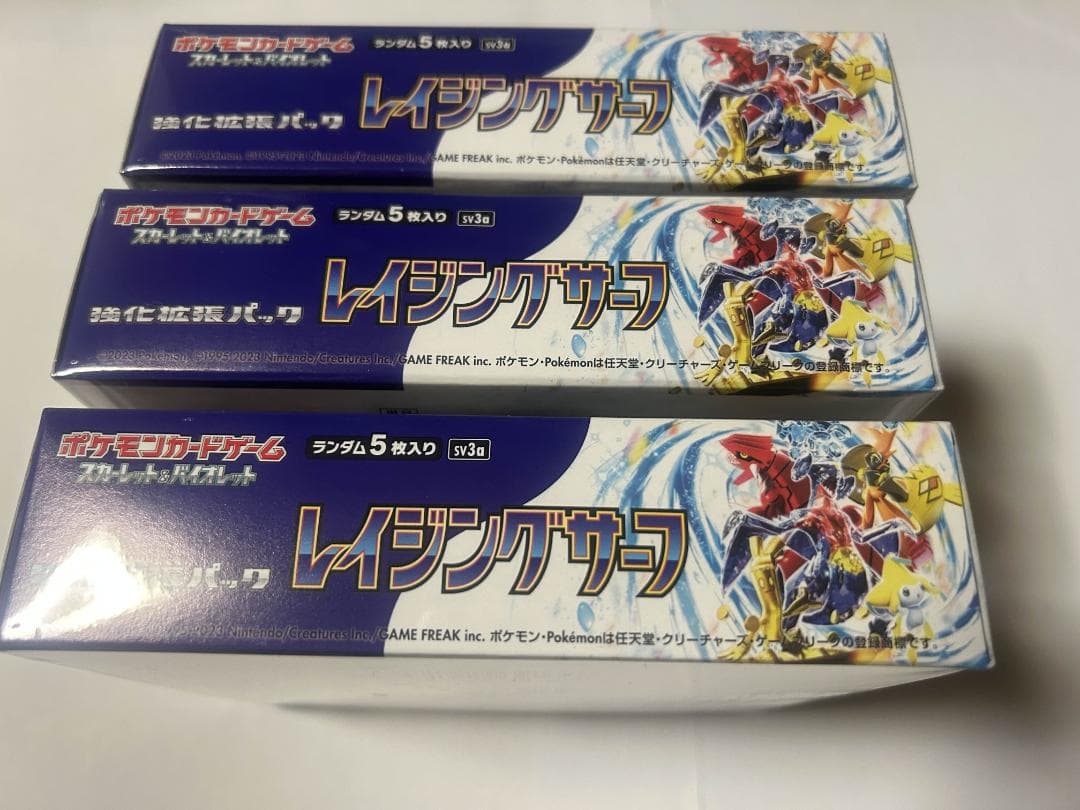 ポケモンカードゲーム ランダム5枚入り sv3a
スカーレット&バイオレット
強化拡張パック レイジングサーフ
©2023 Pokémon. ©1995-2023 Nintendo/Creatures Inc./GAME FREAK inc. ポケモン・Pokémonは任天堂・クリーチャーズ・ゲームフリークの登録商標です。
ポケモンカードゲーム ランダム5枚入り sv3a
スカーレット&バイオレット
強化拡張パック レイジングサーフ
©2023 Pokémon. ©1995-2023 Nintendo/Creatures Inc./GAME FREAK inc. ポケモン・Pokémonは任天堂・クリーチャーズ・ゲームフリークの登録商標です。
ポケモンカードゲーム ランダム5枚入り sv3a
スカーレット&バイオレット
張パック レイジングサーフ
2023 Nintendo/Creatures Inc./GAME FREAK inc. ポケモン・Pokémonは任天堂・クリーチャーズ・ゲームフリークの登録商標です。